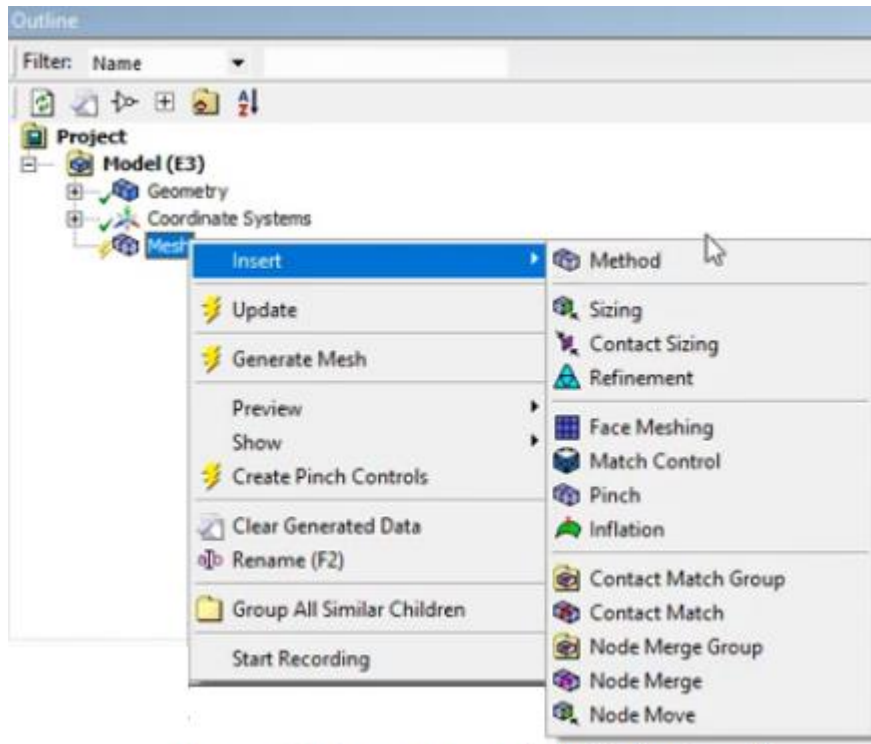 Outline
Filter: Name
Project
Model (E3)
Geometry
Coordinate Systems
Mesh
Insert
Update
Generate Mesh
Preview
Show
Create Pinch Controls
Clear Generated Data
Rename (F2)
Group All Similar Children
Start Recording
Method
Sizing
Contact Sizing
Refinement
Face Meshing
Match Control
Pinch
Inflation
Contact Match Group
Contact Match
Node Merge Group
Node Merge
Node Move